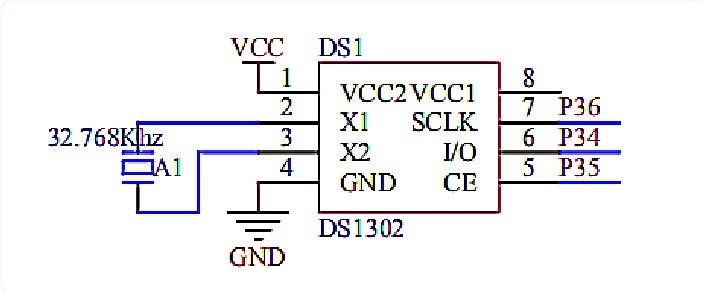 VCC
DS1
1
VCC2 VCC1
8
2
X1
SCLK
7
P36
32.768Khz
3
X2
I/O
6
P34
A1
4
GND
CE
5
P35
DS1302
GND